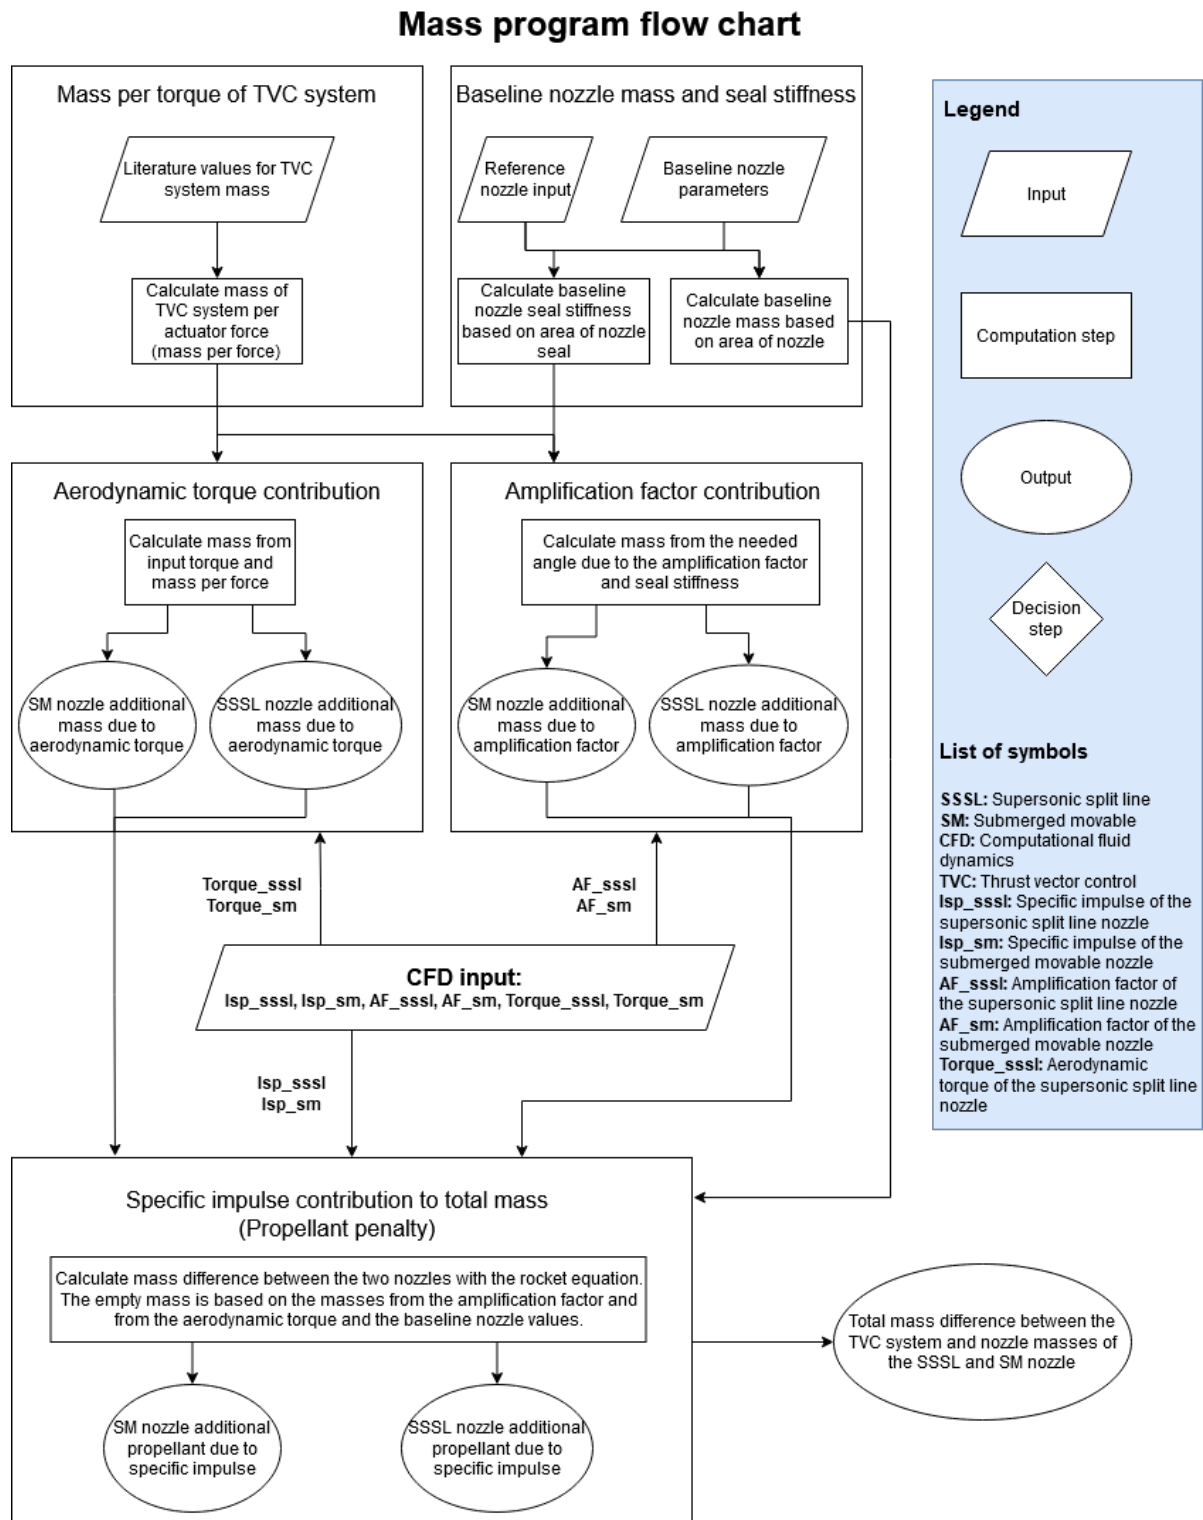 Mass program flow chart
Mass per torque of TVC system
Literature values for TVC
system mass
Calculate mass of
TVC system per
actuator force
(mass per force)
Baseline nozzle mass and seal stiffness
Reference
nozzle input
Baseline nozzle
parameters
Calculate baseline
nozzle seal stiffness
based on area of nozzle
seal
Calculate baseline
nozzle mass based
on area of nozzle
Aerodynamic torque contribution
Calculate mass from
input torque and
mass per force
SM nozzle additional
mass due to
aerodynamic torque
SSSL nozzle additional
mass due to
aerodynamic torque
Amplification factor contribution
Calculate mass from the needed
angle due to the amplification factor
and seal stiffness
SM nozzle additional
mass due to
amplification factor
SSSL nozzle additional
mass due to
amplification factor
Torque_sssl
Torque_sm
AF_sssl
AF_sm
CFD input:
Isp_sssl, Isp_sm, AF_sssl, AF_sm, Torque_sssl, Torque_sm
Isp_sssl
Isp_sm
Specific impulse contribution to total mass
(Propellant penalty)
Calculate mass difference between the two nozzles with the rocket equation.
The empty mass is based on the masses from the amplification factor and
from the aerodynamic torque and the baseline nozzle values.
SM nozzle additional
propellant due to
specific impulse
SSSL nozzle additional
propellant due to
specific impulse
Total mass difference between the
TVC system and nozzle masses of
the SSSL and SM nozzle
Legend
Input
Computation step
Output
Decision
step
List of symbols
SSSL: Supersonic split line
SM: Submerged movable
CFD: Computational fluid
dynamics
TVC: Thrust vector control
Isp_sssl: Specific impulse of the
supersonic split line nozzle
Isp_sm: Specific impulse of the
submerged movable nozzle
AF_sssl: Amplification factor of
the supersonic split line nozzle
AF_sm: Amplification factor of the
submerged movable nozzle
Torque_sssl: Aerodynamic
torque of the supersonic split line
nozzle